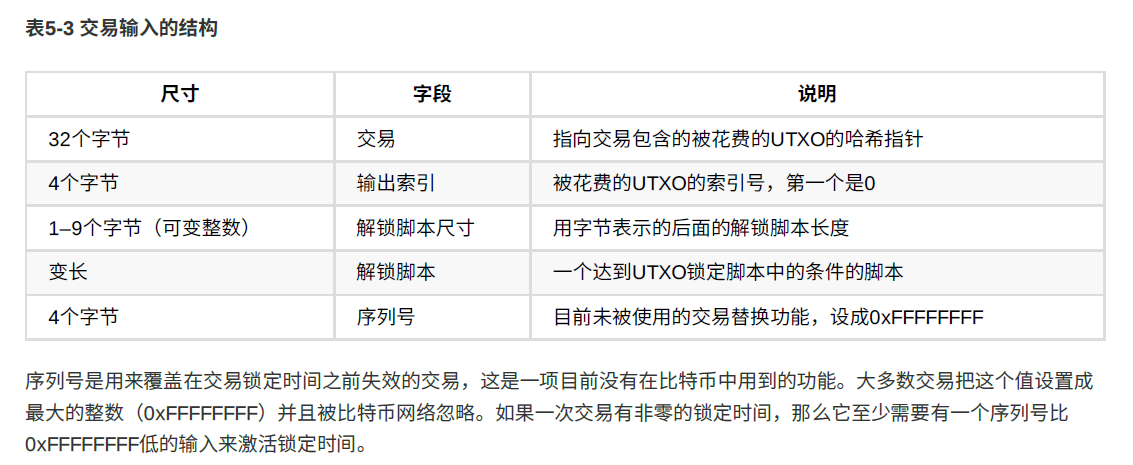 表5-3 交易输入的结构
尺寸 字段 说明
32个字节 交易 指向交易包含的被花费的UTXO的哈希指针
4个字节 输出索引 被花费的UTXO的索引号，第一个是0
1–9个字节（可变整数） 解锁脚本尺寸 用字节表示的后面的解锁脚本长度
变长 解锁脚本 一个达到UTXO锁定脚本中的条件的脚本
4个字节 序列号 目前未被使用的交易替换功能，设成0xFFFFFFFF
序列号是用来覆盖在交易锁定时间之前失效的交易，这是一项目前没有在比特币中用到的功能。大多数交易把这个值设置成
最大的整数（0xFFFFFFFF）并且被比特币网络忽略。如果一次交易有非零的锁定时间，那么它至少需要有一个序列号比
0xFFFFFFFF低的输入来激活锁定时间。